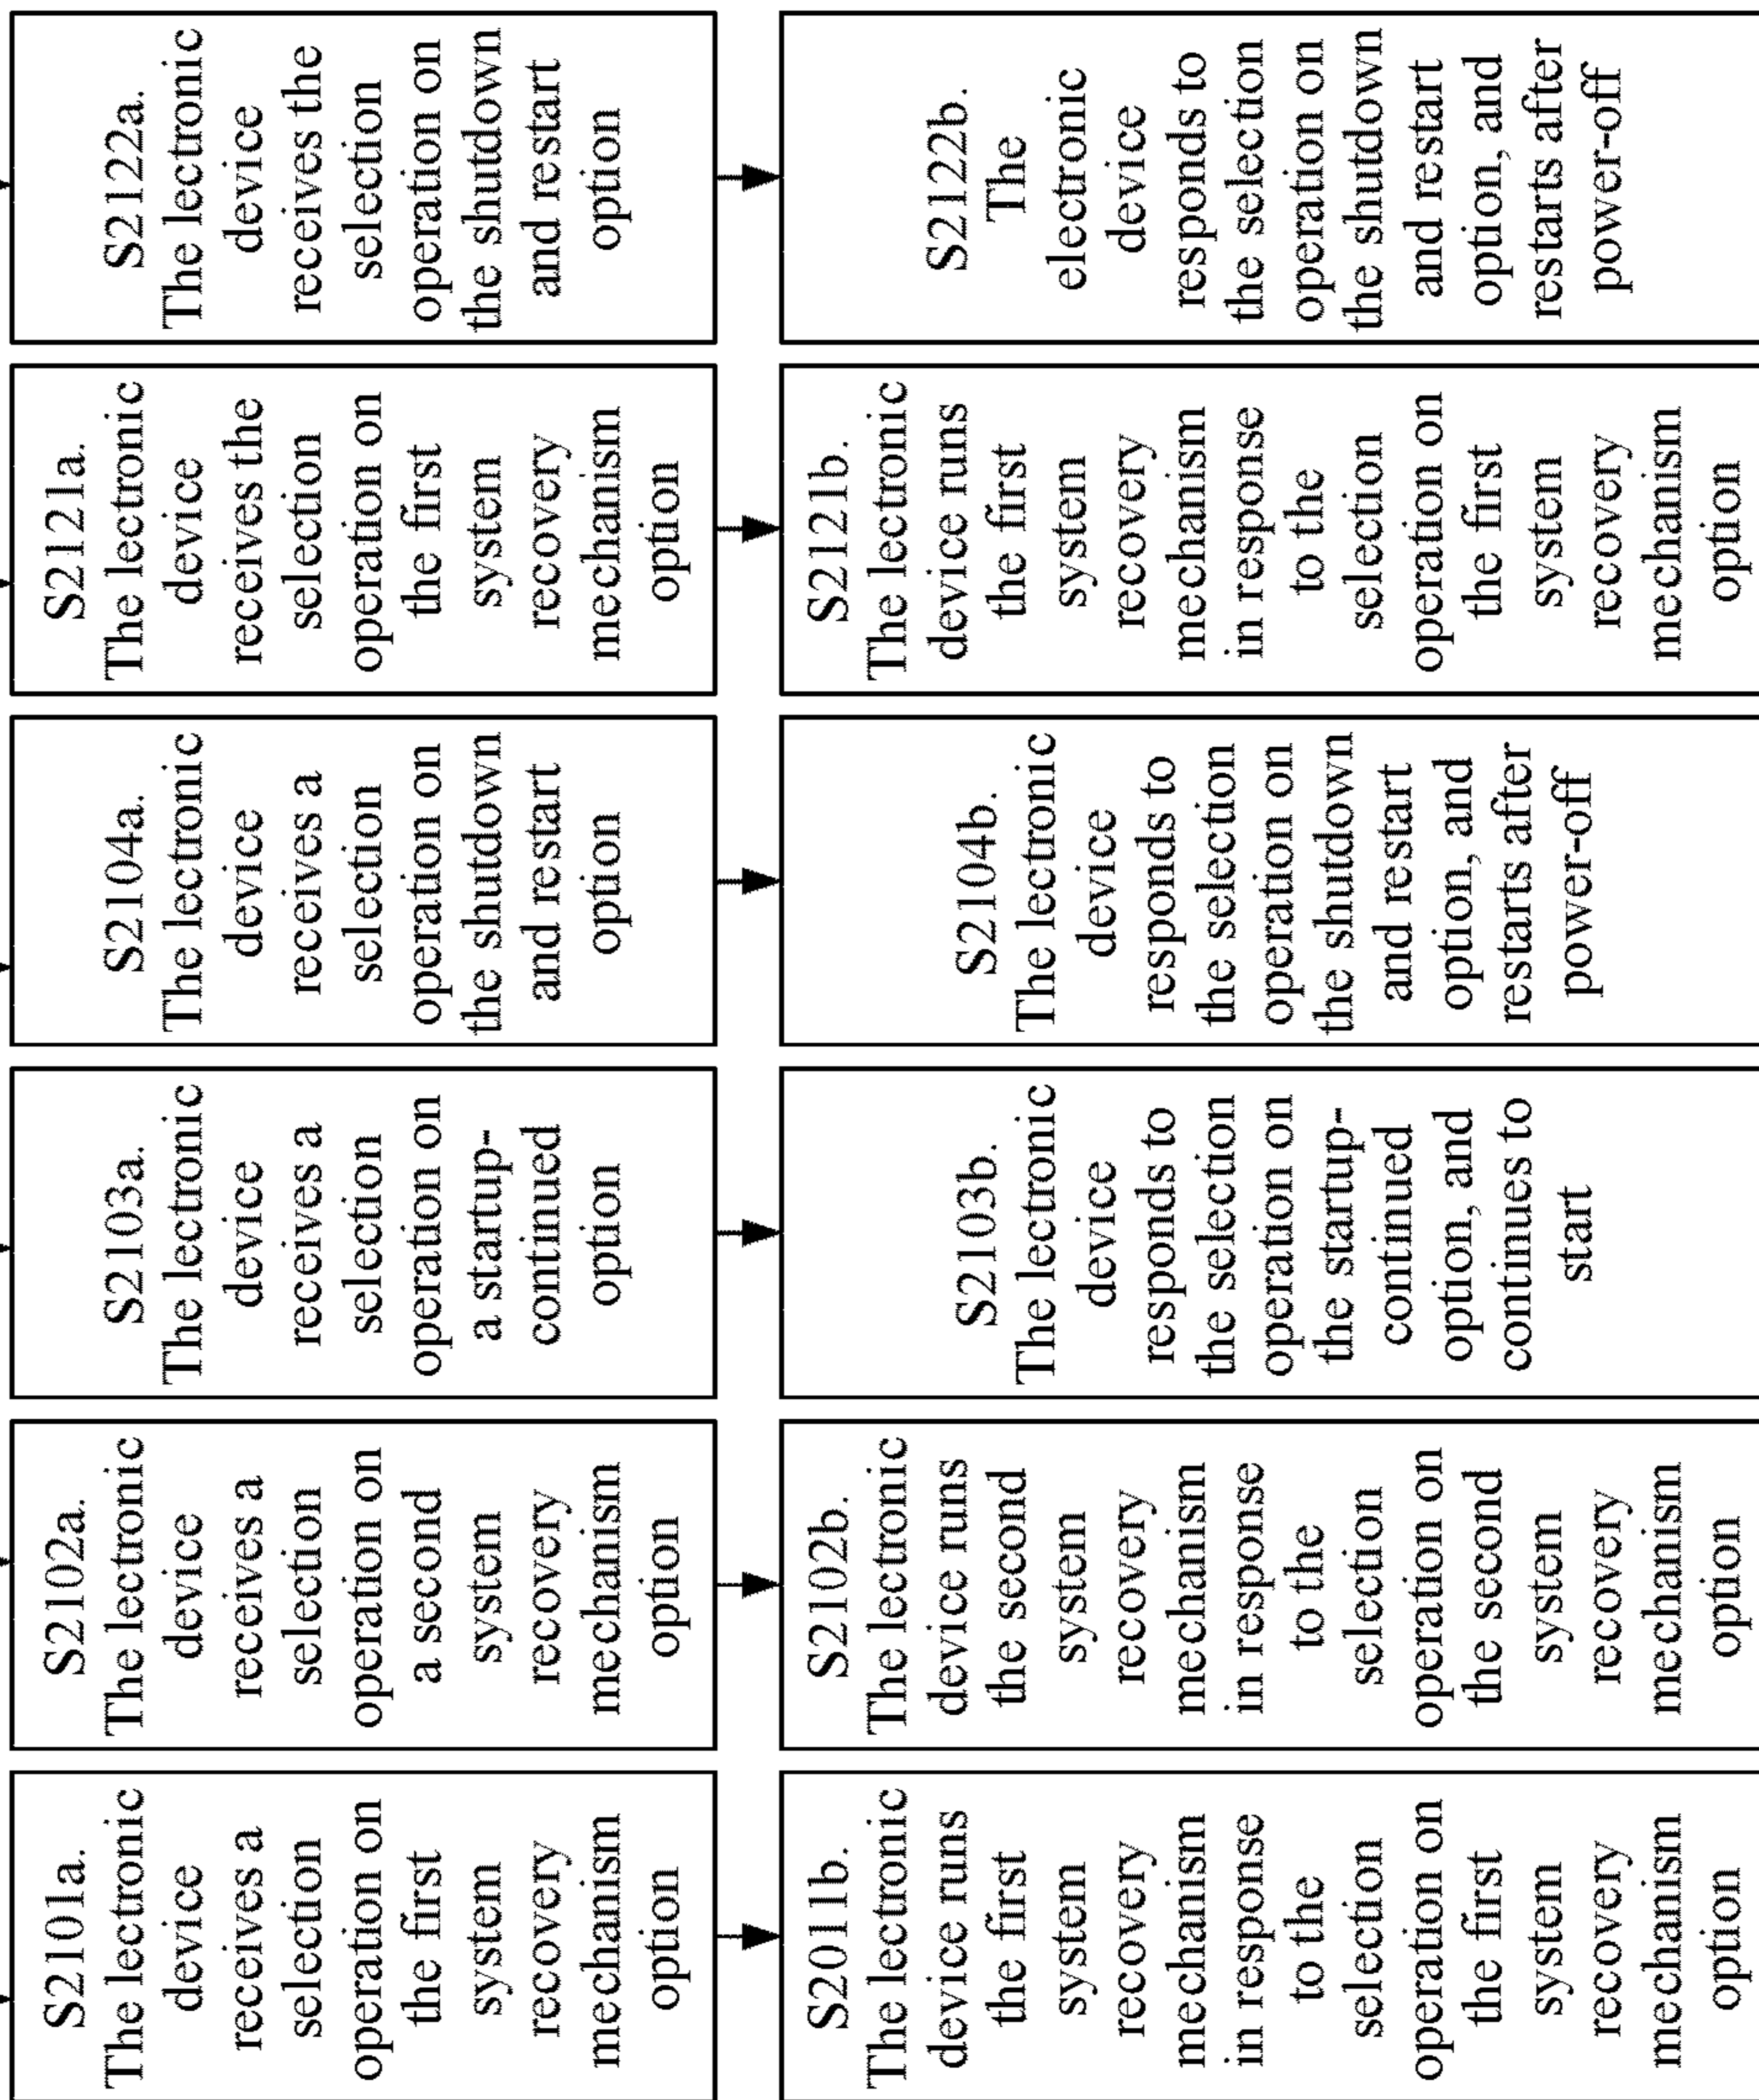 S2101a.
The lectronic
device
receives a
selection
operation on
the first
system
recovery
mechanism
option
S2102a.
The lectronic
device
receives a
selection
operation on
a second
system
recovery
mechanism
option
S2103a.
The lectronic
device
receives a
selection
operation on
a startup-
continued
option
S2104a.
The lectronic
device
receives a
selection
operation on
the shutdown
and restart
option
S2121a.
The lectronic
device
receives the
selection
operation on
the first
system
recovery
mechanism
option
S2122a.
The lectronic
device
receives the
selection
operation on
the shutdown
and restart
option
S2011b.
The lectronic
device runs
the first
system
recovery
mechanism
in response
to the
selection
operation on
the first
system
recovery
mechanism
option
S2102b.
The lectronic
device runs
the second
system
recovery
mechanism
in response
to the
selection
operation on
the second
system
recovery
mechanism
option
S2103b.
The lectronic
device
responds to
the selection
operation on
the startup-
continued
option, and
continues to
start
S2104b.
The lectronic
device
responds to
the selection
operation on
the shutdown
and restart
option, and
restarts after
power-off
S2121b.
The lectronic
device runs
the first
system
recovery
mechanism
in response
to the
selection
operation on
the first
system
recovery
mechanism
option
S2122b.
The
electronic
device
responds to
the selection
operation on
the shutdown
and restart
option, and
restarts after
power-off